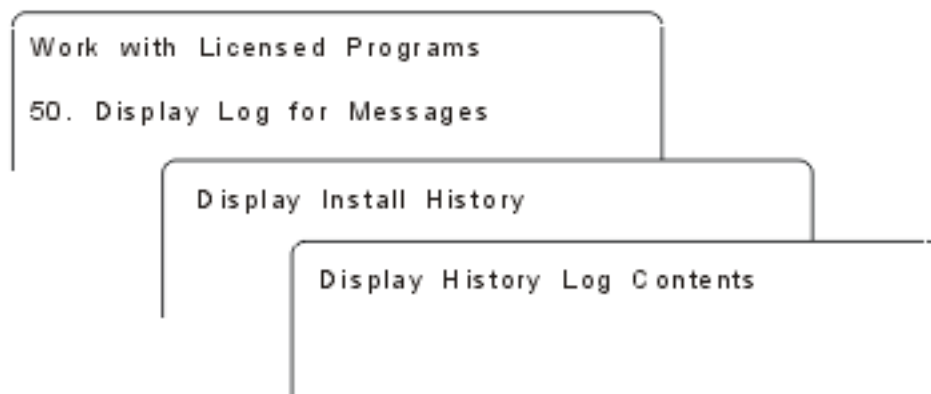 Work with Licensed Programs
50. Display Log for Messages
Display Install History
Display History Log Contents